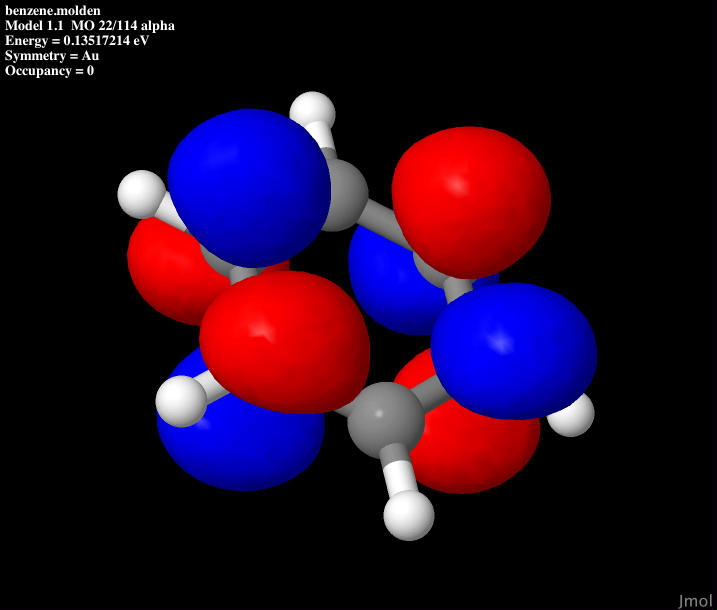 benzene.molden
Model 1.1  MO 22/114 alpha
Energy = 0.13517214 eV
Symmetry = Au
Occupancy = 0
Jmol